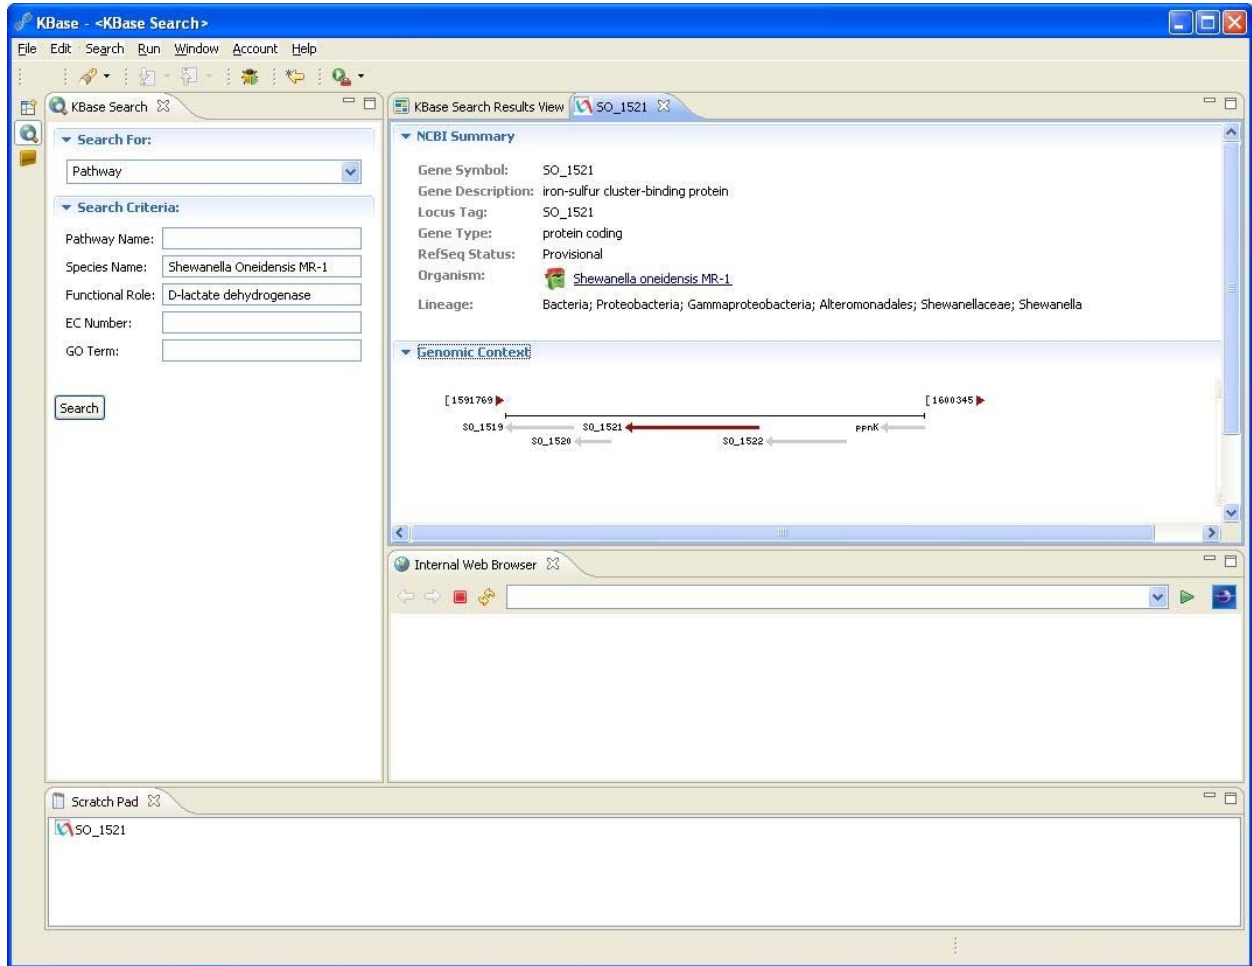 KBase - <KBase Search>
File Edit Search Run Window Account Help
KBase Search
Search For:
Pathway
Search Criteria:
Pathway Name:
Species Name: Shewanella Oneidensis MR-1
Functional Role: D-lactate dehydrogenase
EC Number:
GO Term:
Search
KBase Search Results View SO_1521
NCBI Summary
Gene Symbol: SO_1521
Gene Description: iron-sulfur cluster-binding protein
Locus Tag: SO_1521
Gene Type: protein coding
RefSeq Status: Provisional
Organism: Shewanella oneidensis MR-1
Lineage: Bacteria; Proteobacteria; Gammaproteobacteria; Alteromonadales; Shewanellaceae; Shewanella
Genomic Context
[1591769 [1600345
SO_1519 SO_1521 ppnK
SO_1520 SO_1522
Internal Web Browser
Scratch Pad
SO_1521